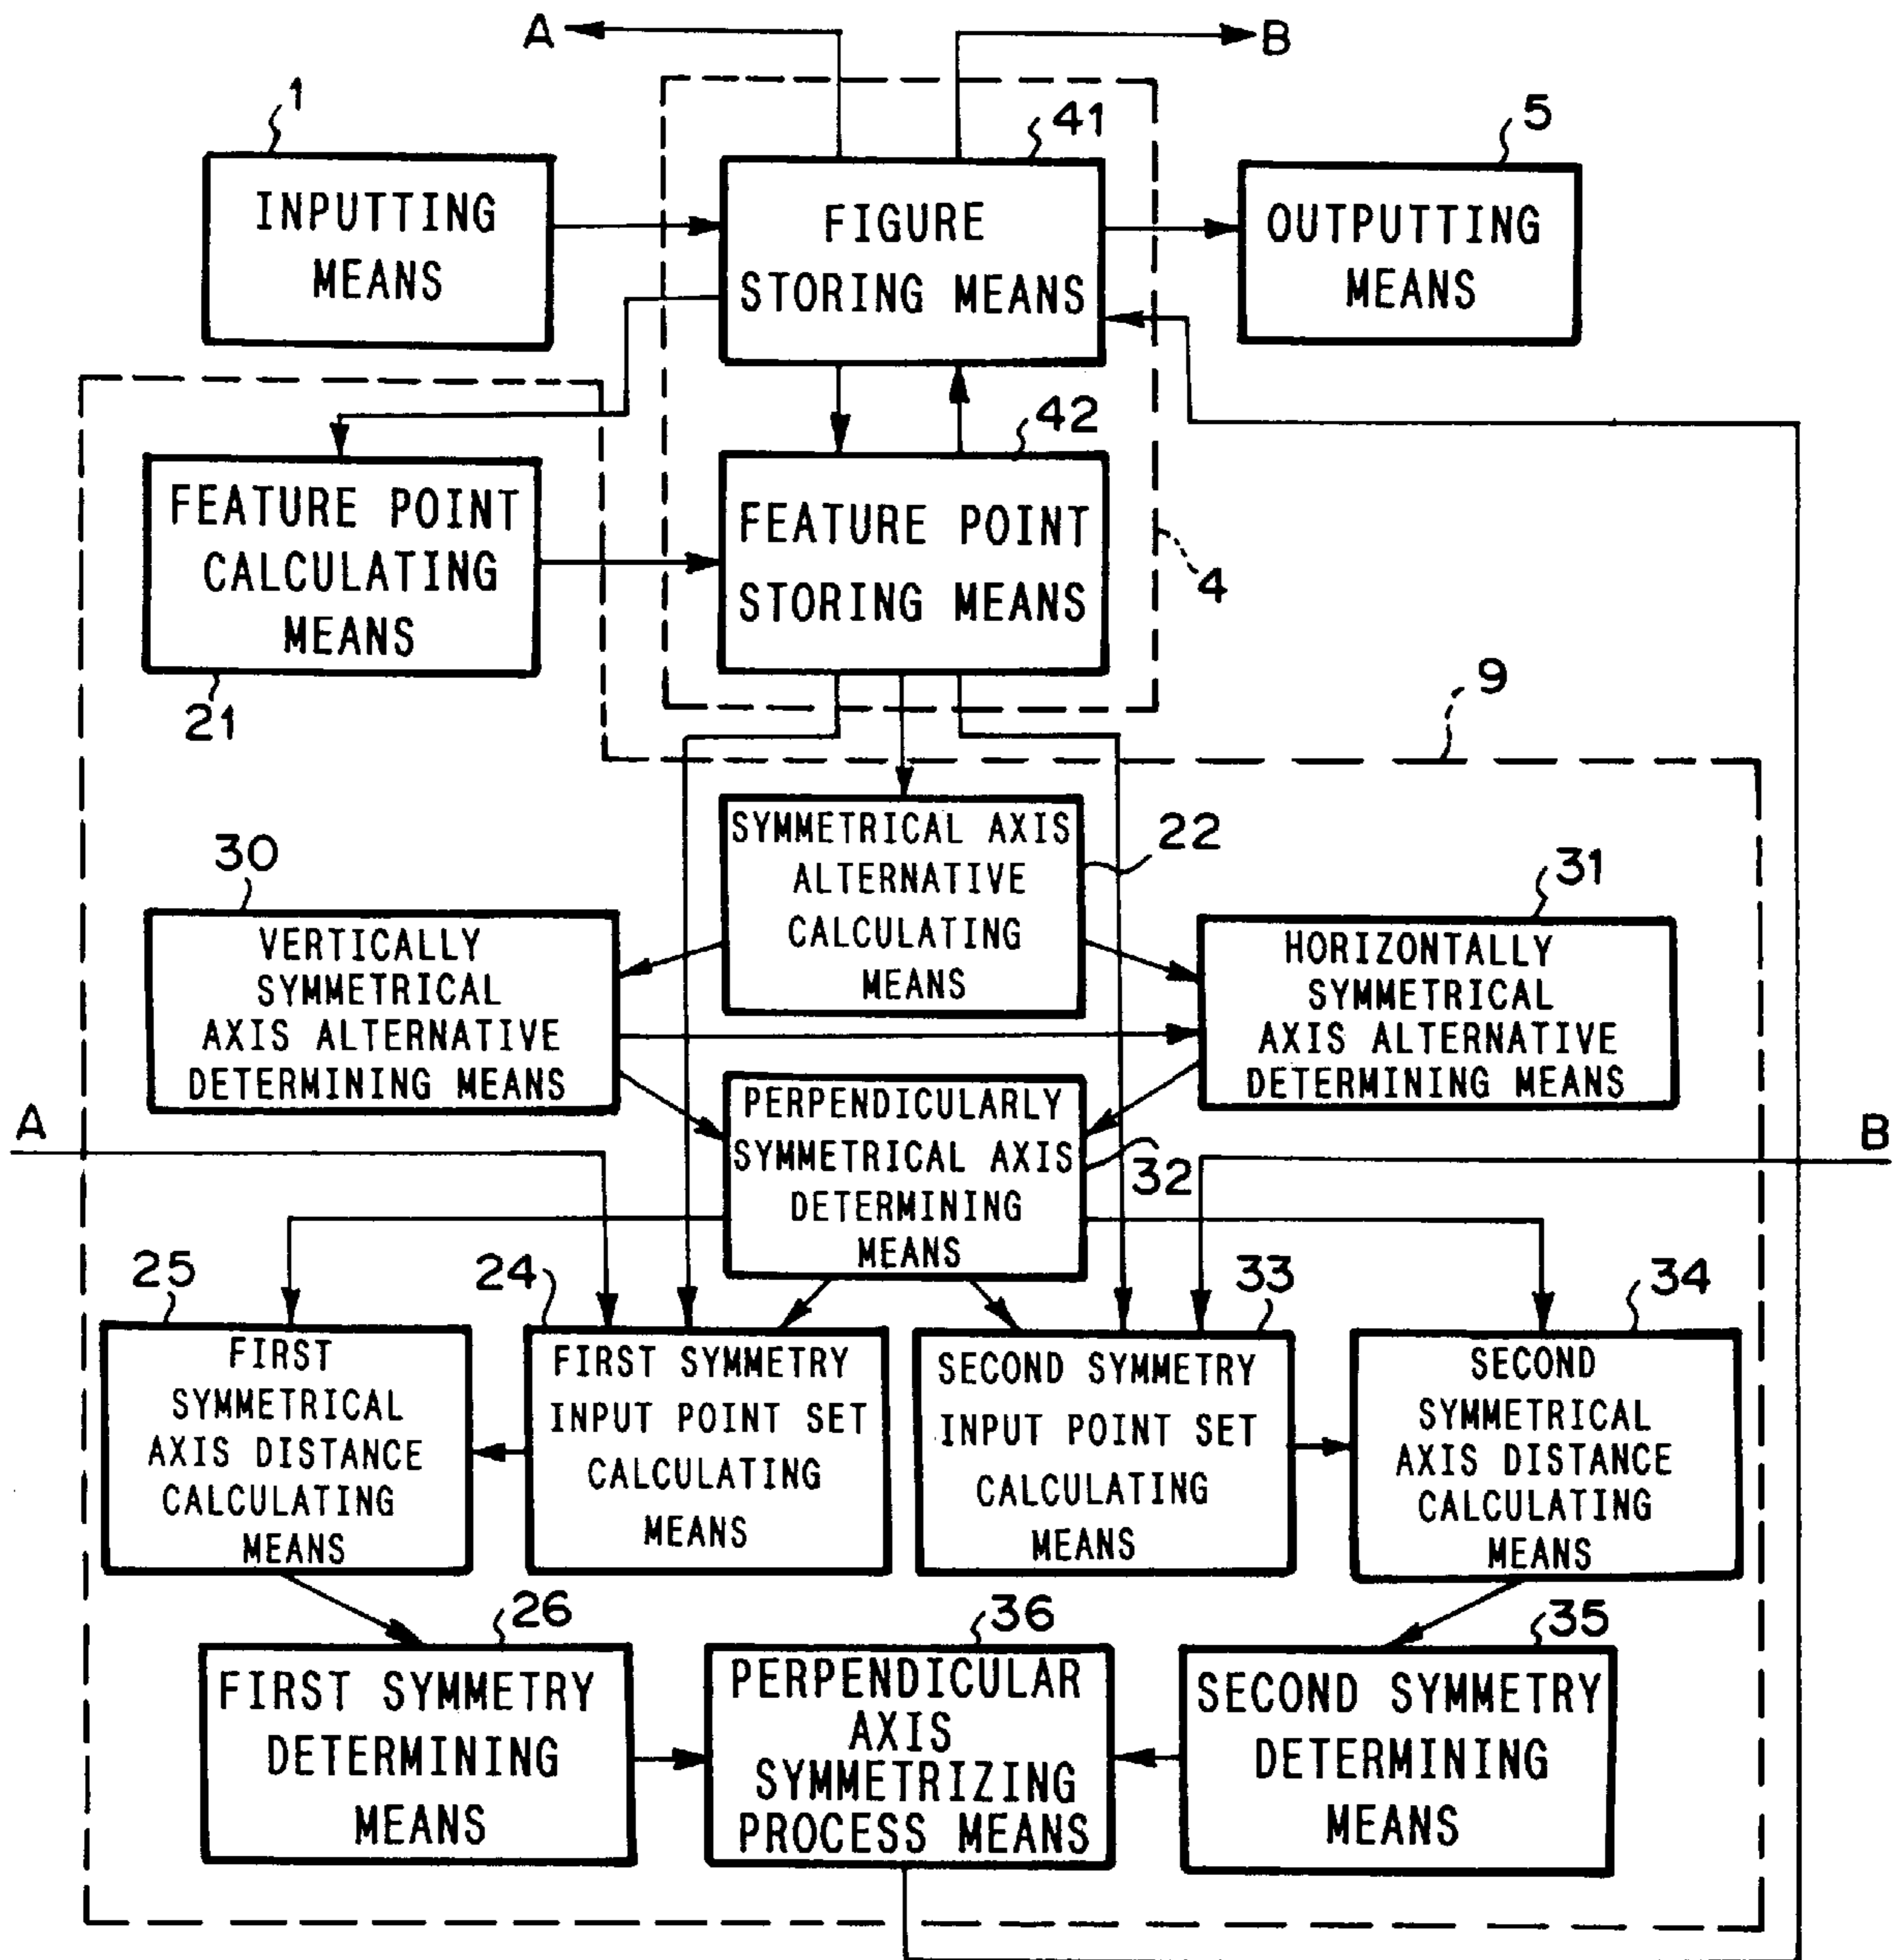 A
B
1
41
5
INPUTTING
MEANS
FIGURE
STORING MEANS
OUTPUTTING
MEANS
42
FEATURE POINT
CALCULATING
MEANS
21
FEATURE POINT
STORING MEANS
4
9
SYMMETRICAL AXIS
ALTERNATIVE
CALCULATING
MEANS
22
30
VERTICALLY
SYMMETRICAL
AXIS ALTERNATIVE
DETERMINING MEANS
31
HORIZONTALLY
SYMMETRICAL
AXIS ALTERNATIVE
DETERMINING MEANS
A
PERPENDICULARLY
SYMMETRICAL AXIS
DETERMINING
MEANS
32
B
25
FIRST
SYMMETRICAL
AXIS DISTANCE
CALCULATING
MEANS
24
FIRST SYMMETRY
INPUT POINT SET
CALCULATING
MEANS
33
SECOND SYMMETRY
INPUT POINT SET
CALCULATING
MEANS
34
SECOND
SYMMETRICAL
AXIS DISTANCE
CALCULATING
MEANS
26
FIRST SYMMETRY
DETERMINING
MEANS
36
PERPENDICULAR
AXIS
SYMMETRIZING
PROCESS MEANS
35
SECOND SYMMETRY
DETERMINING
MEANS